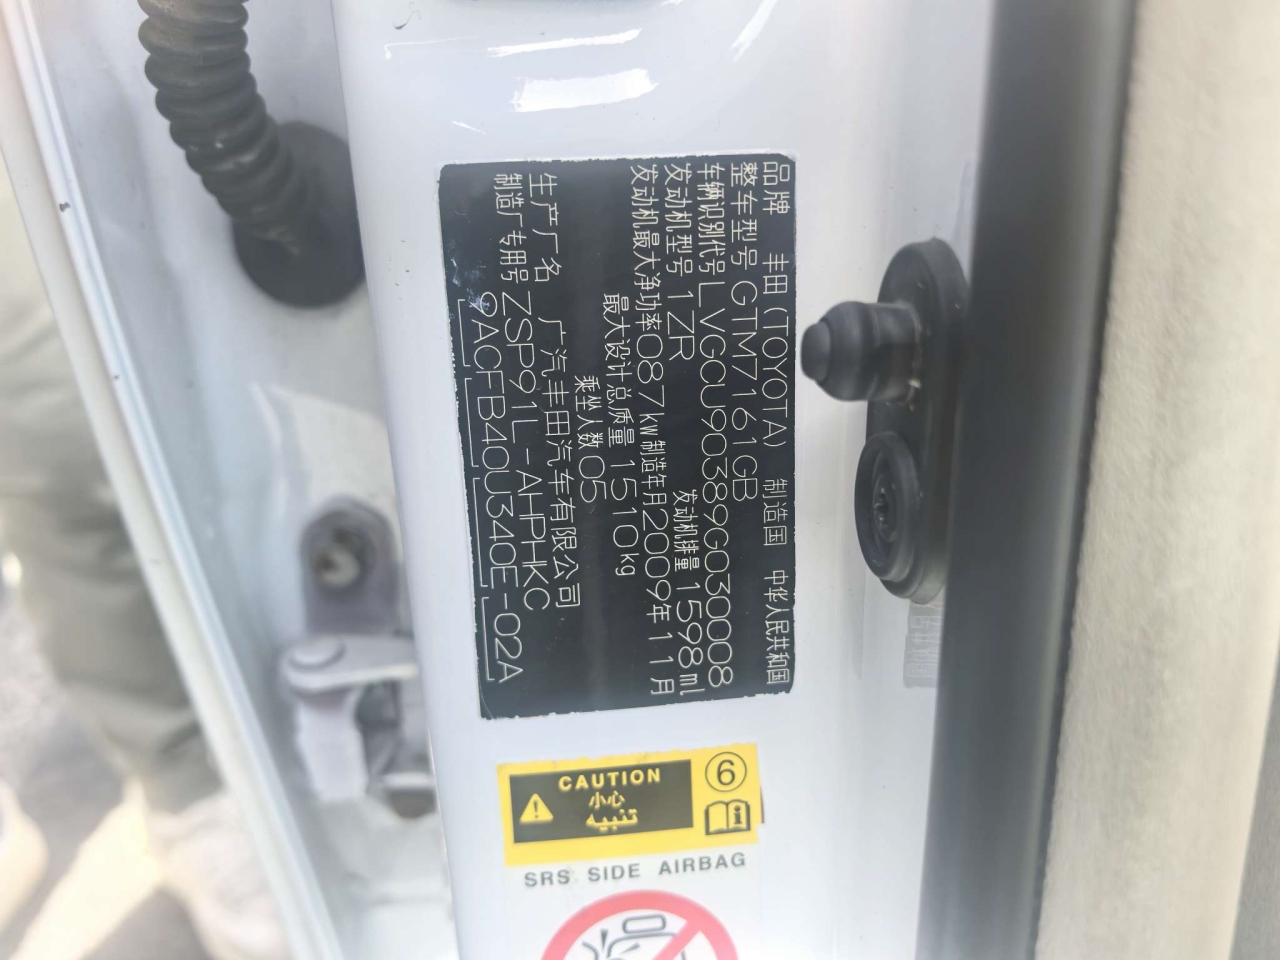 品牌 丰田(TOYOTA) 制造国 中华人民共和国
整车型号 GTM7161GB
车辆识别代号 LVGCU90389G030008
发动机型号 1ZR 发动机排量 1598ml
发动机最大净功率 087kw 制造年月 2009年11月
最大设计总质量 1510kg
乘坐人数 05
生产厂名 广汽丰田汽车有限公司
制造厂专用号 ZSP91L-AHPHKC
9ACFB40U340E-02A
CAUTION
小心
تنبيه
6
SRS SIDE AIRBAG